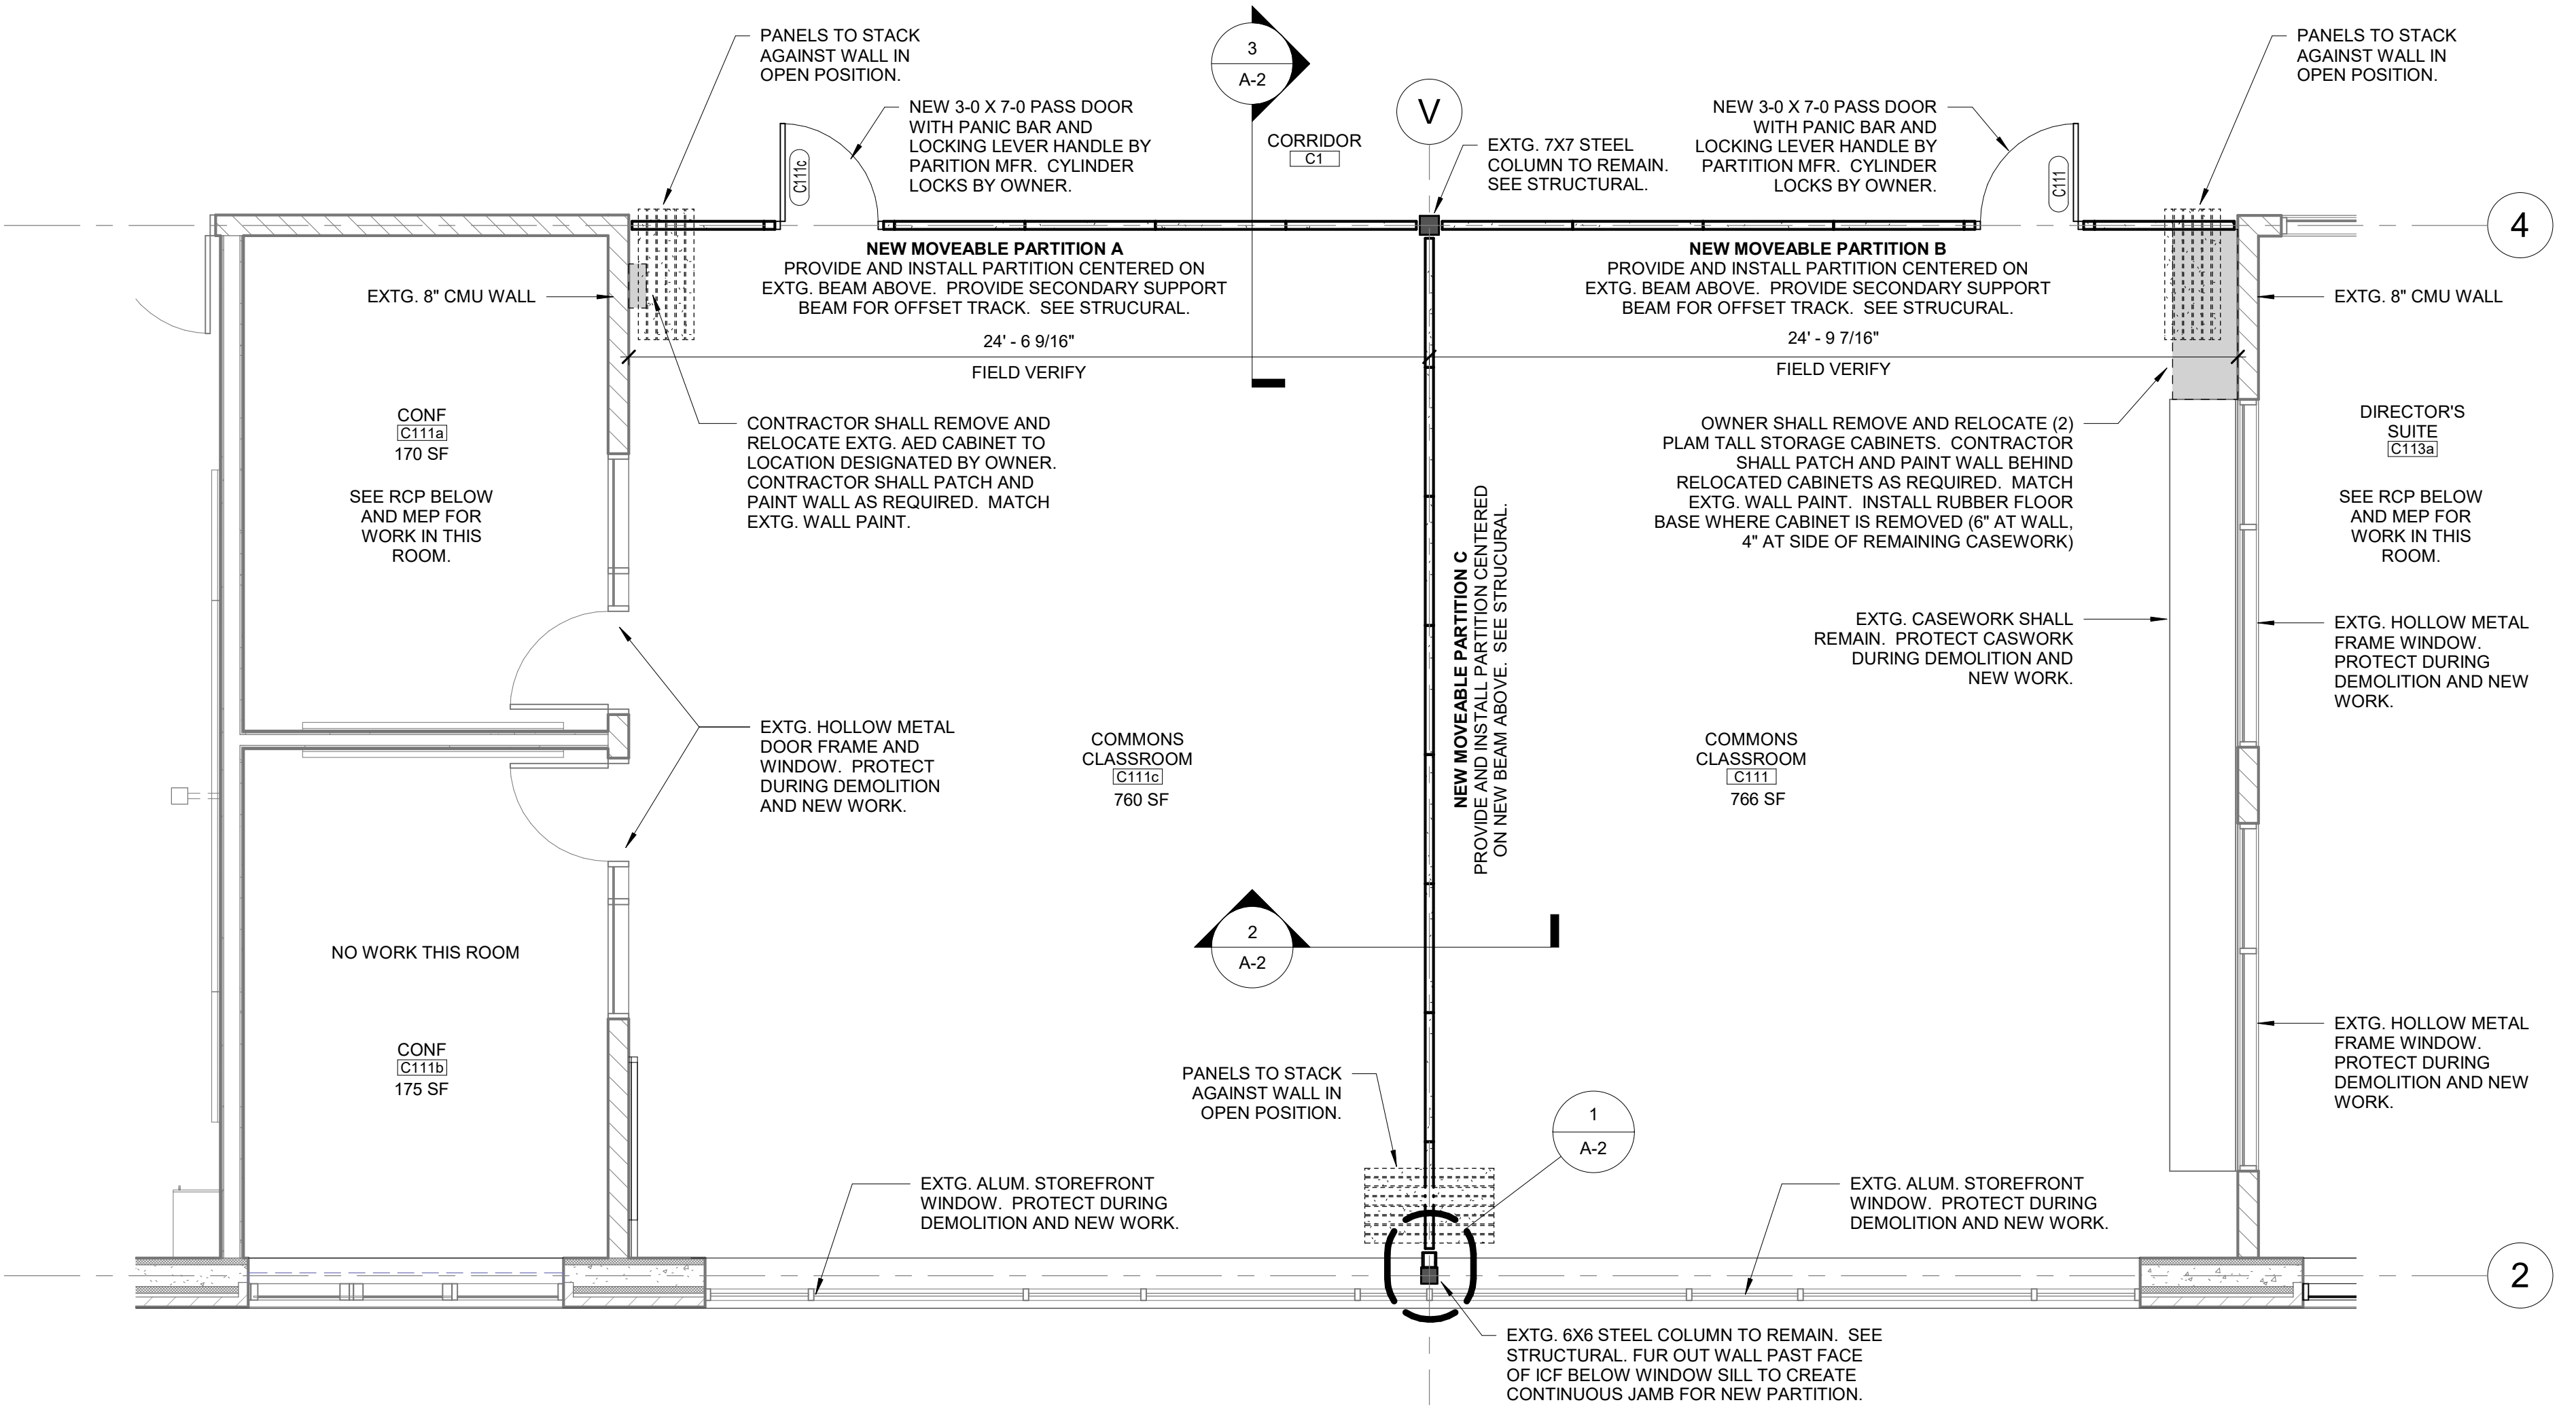 PANELS TO STACK
AGAINST WALL IN
OPEN POSITION.
NEW 3-0 X 7-0 PASS DOOR
WITH PANIC BAR AND
LOCKING LEVER HANDLE BY
PARITION MFR. CYLINDER
LOCKS BY OWNER.
C111c
3
A-2
CORRIDOR
C1
V
EXTG. 7X7 STEEL
COLUMN TO REMAIN.
SEE STRUCTURAL.
NEW 3-0 X 7-0 PASS DOOR
WITH PANIC BAR AND
LOCKING LEVER HANDLE BY
PARTITION MFR. CYLINDER
LOCKS BY OWNER.
C111
PANELS TO STACK
AGAINST WALL IN
OPEN POSITION.
4
EXTG. 8" CMU WALL
NEW MOVEABLE PARTITION A
PROVIDE AND INSTALL PARTITION CENTERED ON
EXTG. BEAM ABOVE. PROVIDE SECONDARY SUPPORT
BEAM FOR OFFSET TRACK. SEE STRUCURAL.
24' - 6 9/16"
FIELD VERIFY
NEW MOVEABLE PARTITION B
PROVIDE AND INSTALL PARTITION CENTERED ON
EXTG. BEAM ABOVE. PROVIDE SECONDARY SUPPORT
BEAM FOR OFFSET TRACK. SEE STRUCURAL.
24' - 9 7/16"
FIELD VERIFY
EXTG. 8" CMU WALL
CONF
C111a
170 SF
SEE RCP BELOW
AND MEP FOR
WORK IN THIS
ROOM.
CONTRACTOR SHALL REMOVE AND
RELOCATE EXTG. AED CABINET TO
LOCATION DESIGNATED BY OWNER.
CONTRACTOR SHALL PATCH AND
PAINT WALL AS REQUIRED. MATCH
EXTG. WALL PAINT.
OWNER SHALL REMOVE AND RELOCATE (2)
PLAM TALL STORAGE CABINETS. CONTRACTOR
SHALL PATCH AND PAINT WALL BEHIND
RELOCATED CABINETS AS REQUIRED. MATCH
EXTG. WALL PAINT. INSTALL RUBBER FLOOR
BASE WHERE CABINET IS REMOVED (6" AT WALL,
4" AT SIDE OF REMAINING CASEWORK)
DIRECTOR'S
SUITE
C113a
SEE RCP BELOW
AND MEP FOR
WORK IN THIS
ROOM.
NEW MOVEABLE PARTITION C
PROVIDE AND INSTALL PARTITION CENTERED
ON NEW BEAM ABOVE. SEE STRUCURAL.
EXTG. CASEWORK SHALL
REMAIN. PROTECT CASWORK
DURING DEMOLITION AND
NEW WORK.
EXTG. HOLLOW METAL
FRAME WINDOW.
PROTECT DURING
DEMOLITION AND NEW
WORK.
EXTG. HOLLOW METAL
DOOR FRAME AND
WINDOW. PROTECT
DURING DEMOLITION
AND NEW WORK.
COMMONS
CLASSROOM
C111c
760 SF
COMMONS
CLASSROOM
C111
766 SF
2
A-2
NO WORK THIS ROOM
CONF
C111b
175 SF
PANELS TO STACK
AGAINST WALL IN
OPEN POSITION.
1
A-2
EXTG. HOLLOW METAL
FRAME WINDOW.
PROTECT DURING
DEMOLITION AND NEW
WORK.
EXTG. ALUM. STOREFRONT
WINDOW. PROTECT DURING
DEMOLITION AND NEW WORK.
EXTG. ALUM. STOREFRONT
WINDOW. PROTECT DURING
DEMOLITION AND NEW WORK.
2
EXTG. 6X6 STEEL COLUMN TO REMAIN. SEE
STRUCTURAL. FUR OUT WALL PAST FACE
OF ICF BELOW WINDOW SILL TO CREATE
CONTINUOUS JAMB FOR NEW PARTITION.